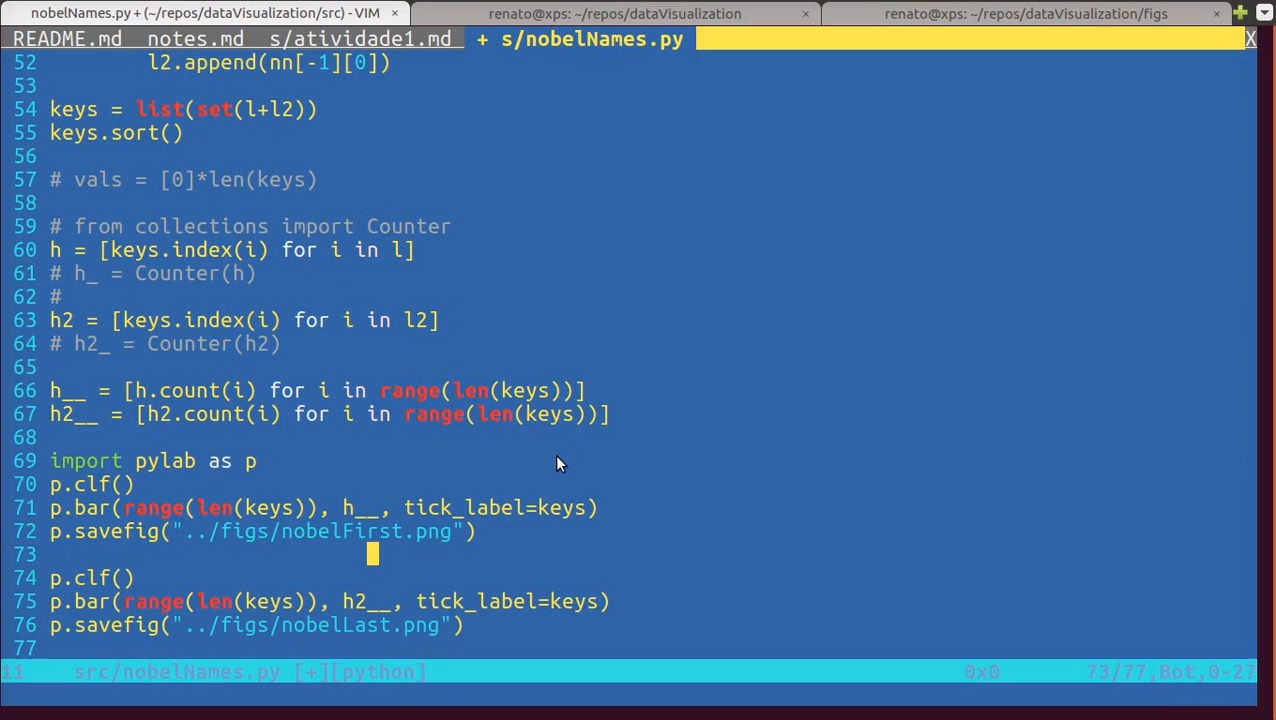 nobelNames.py + (~/repos/dataVisualization/src) - VIM × renato@xps: ~/repos/dataVisualization × renato@xps: ~/repos/dataVisualization/figs ×
README.md notes.md s/atividade1.md + s/nobelNames.py X
52 l2.append(nn[-1][0])
53
54 keys = list(set(l+l2))
55 keys.sort()
56
57 # vals = [0]*len(keys)
58
59 # from collections import Counter
60 h = [keys.index(i) for i in l]
61 # h_ = Counter(h)
62 #
63 h2 = [keys.index(i) for i in l2]
64 # h2_ = Counter(h2)
65
66 h__ = [h.count(i) for i in range(len(keys))]
67 h2__ = [h2.count(i) for i in range(len(keys))]
68
69 import pylab as p
70 p.clf()
71 p.bar(range(len(keys)), h__, tick_label=keys)
72 p.savefig("../figs/nobelFirst.png")
73
74 p.clf()
75 p.bar(range(len(keys)), h2__, tick_label=keys)
76 p.savefig("../figs/nobelLast.png")
77
11 src/nobelNames.py [+][python] 0x0 73/77,Bot,0-27